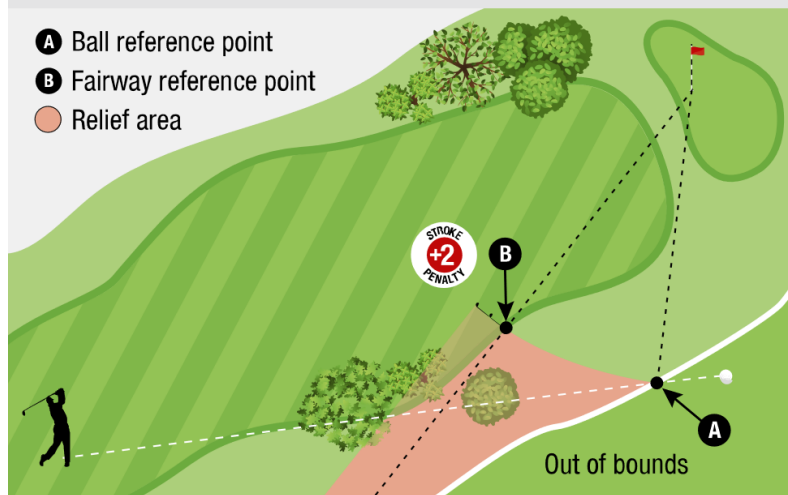 A Ball reference point
B Fairway reference point
Relief area
STROKE
+2
PENALTY
B
A
Out of bounds